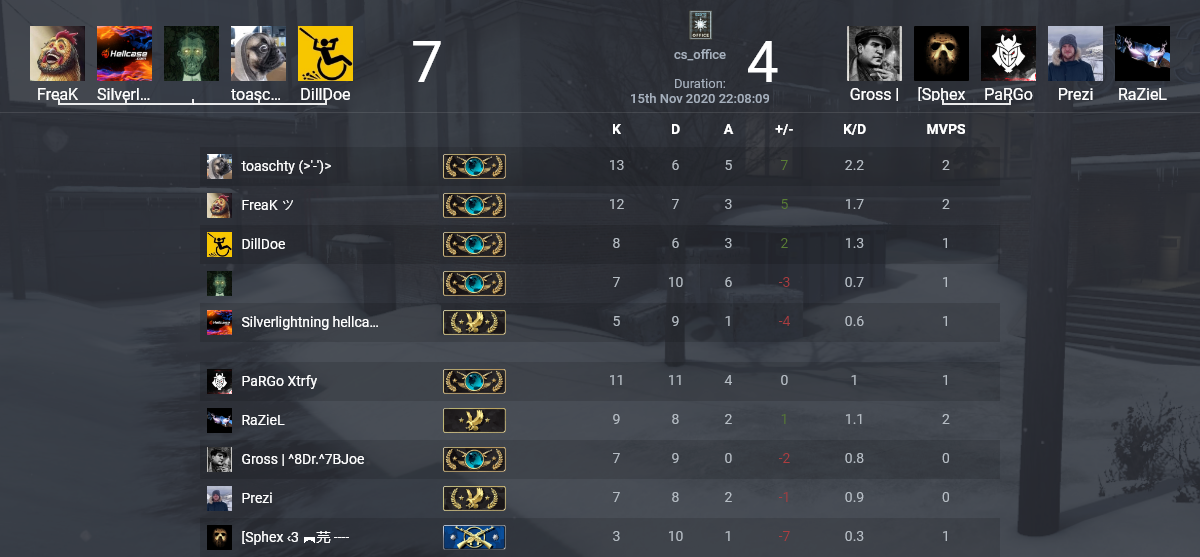 7
cs_office
4
Duration:
15th Nov 2020 22:08:09
FreaK Silverl... toasc... DillDoe
Gross | [Sphex PaRGo Prezi RaZieL
K D A +/- K/D MVPS
toaschty (>'-')> 13 6 5 7 2.2 2
FreaK ツ 12 7 3 5 1.7 2
DillDoe 8 6 3 2 1.3 1
7 10 6 -3 0.7 1
Silverlightning hellca... 5 9 1 -4 0.6 1
PaRGo Xtrfy 11 11 4 0 1 1
RaZieL 9 8 2 1 1.1 2
Gross | ^8Dr.^7BJoe 7 9 0 -2 0.8 0
Prezi 7 8 2 -1 0.9 0
[Sphex <3 ︻芫 ---- 3 10 1 -7 0.3 1